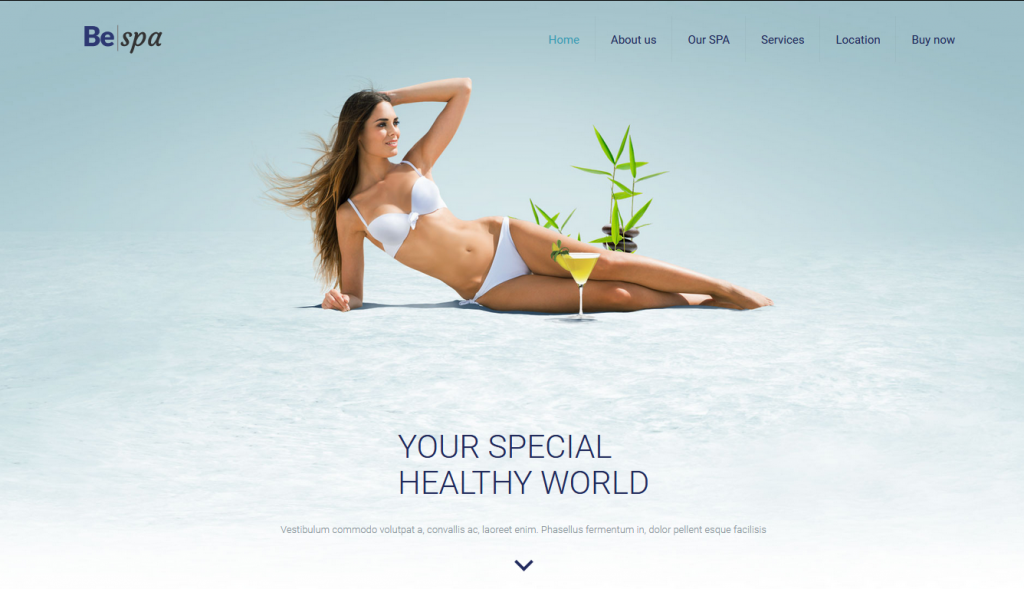 Be spa
Home About us Our SPA Services Location Buy now
YOUR SPECIAL
HEALTHY WORLD
Vestibulum commodo volutpat a, convallis ac, laoreet enim. Phasellus fermentum in, dolor pellent esque facilisis